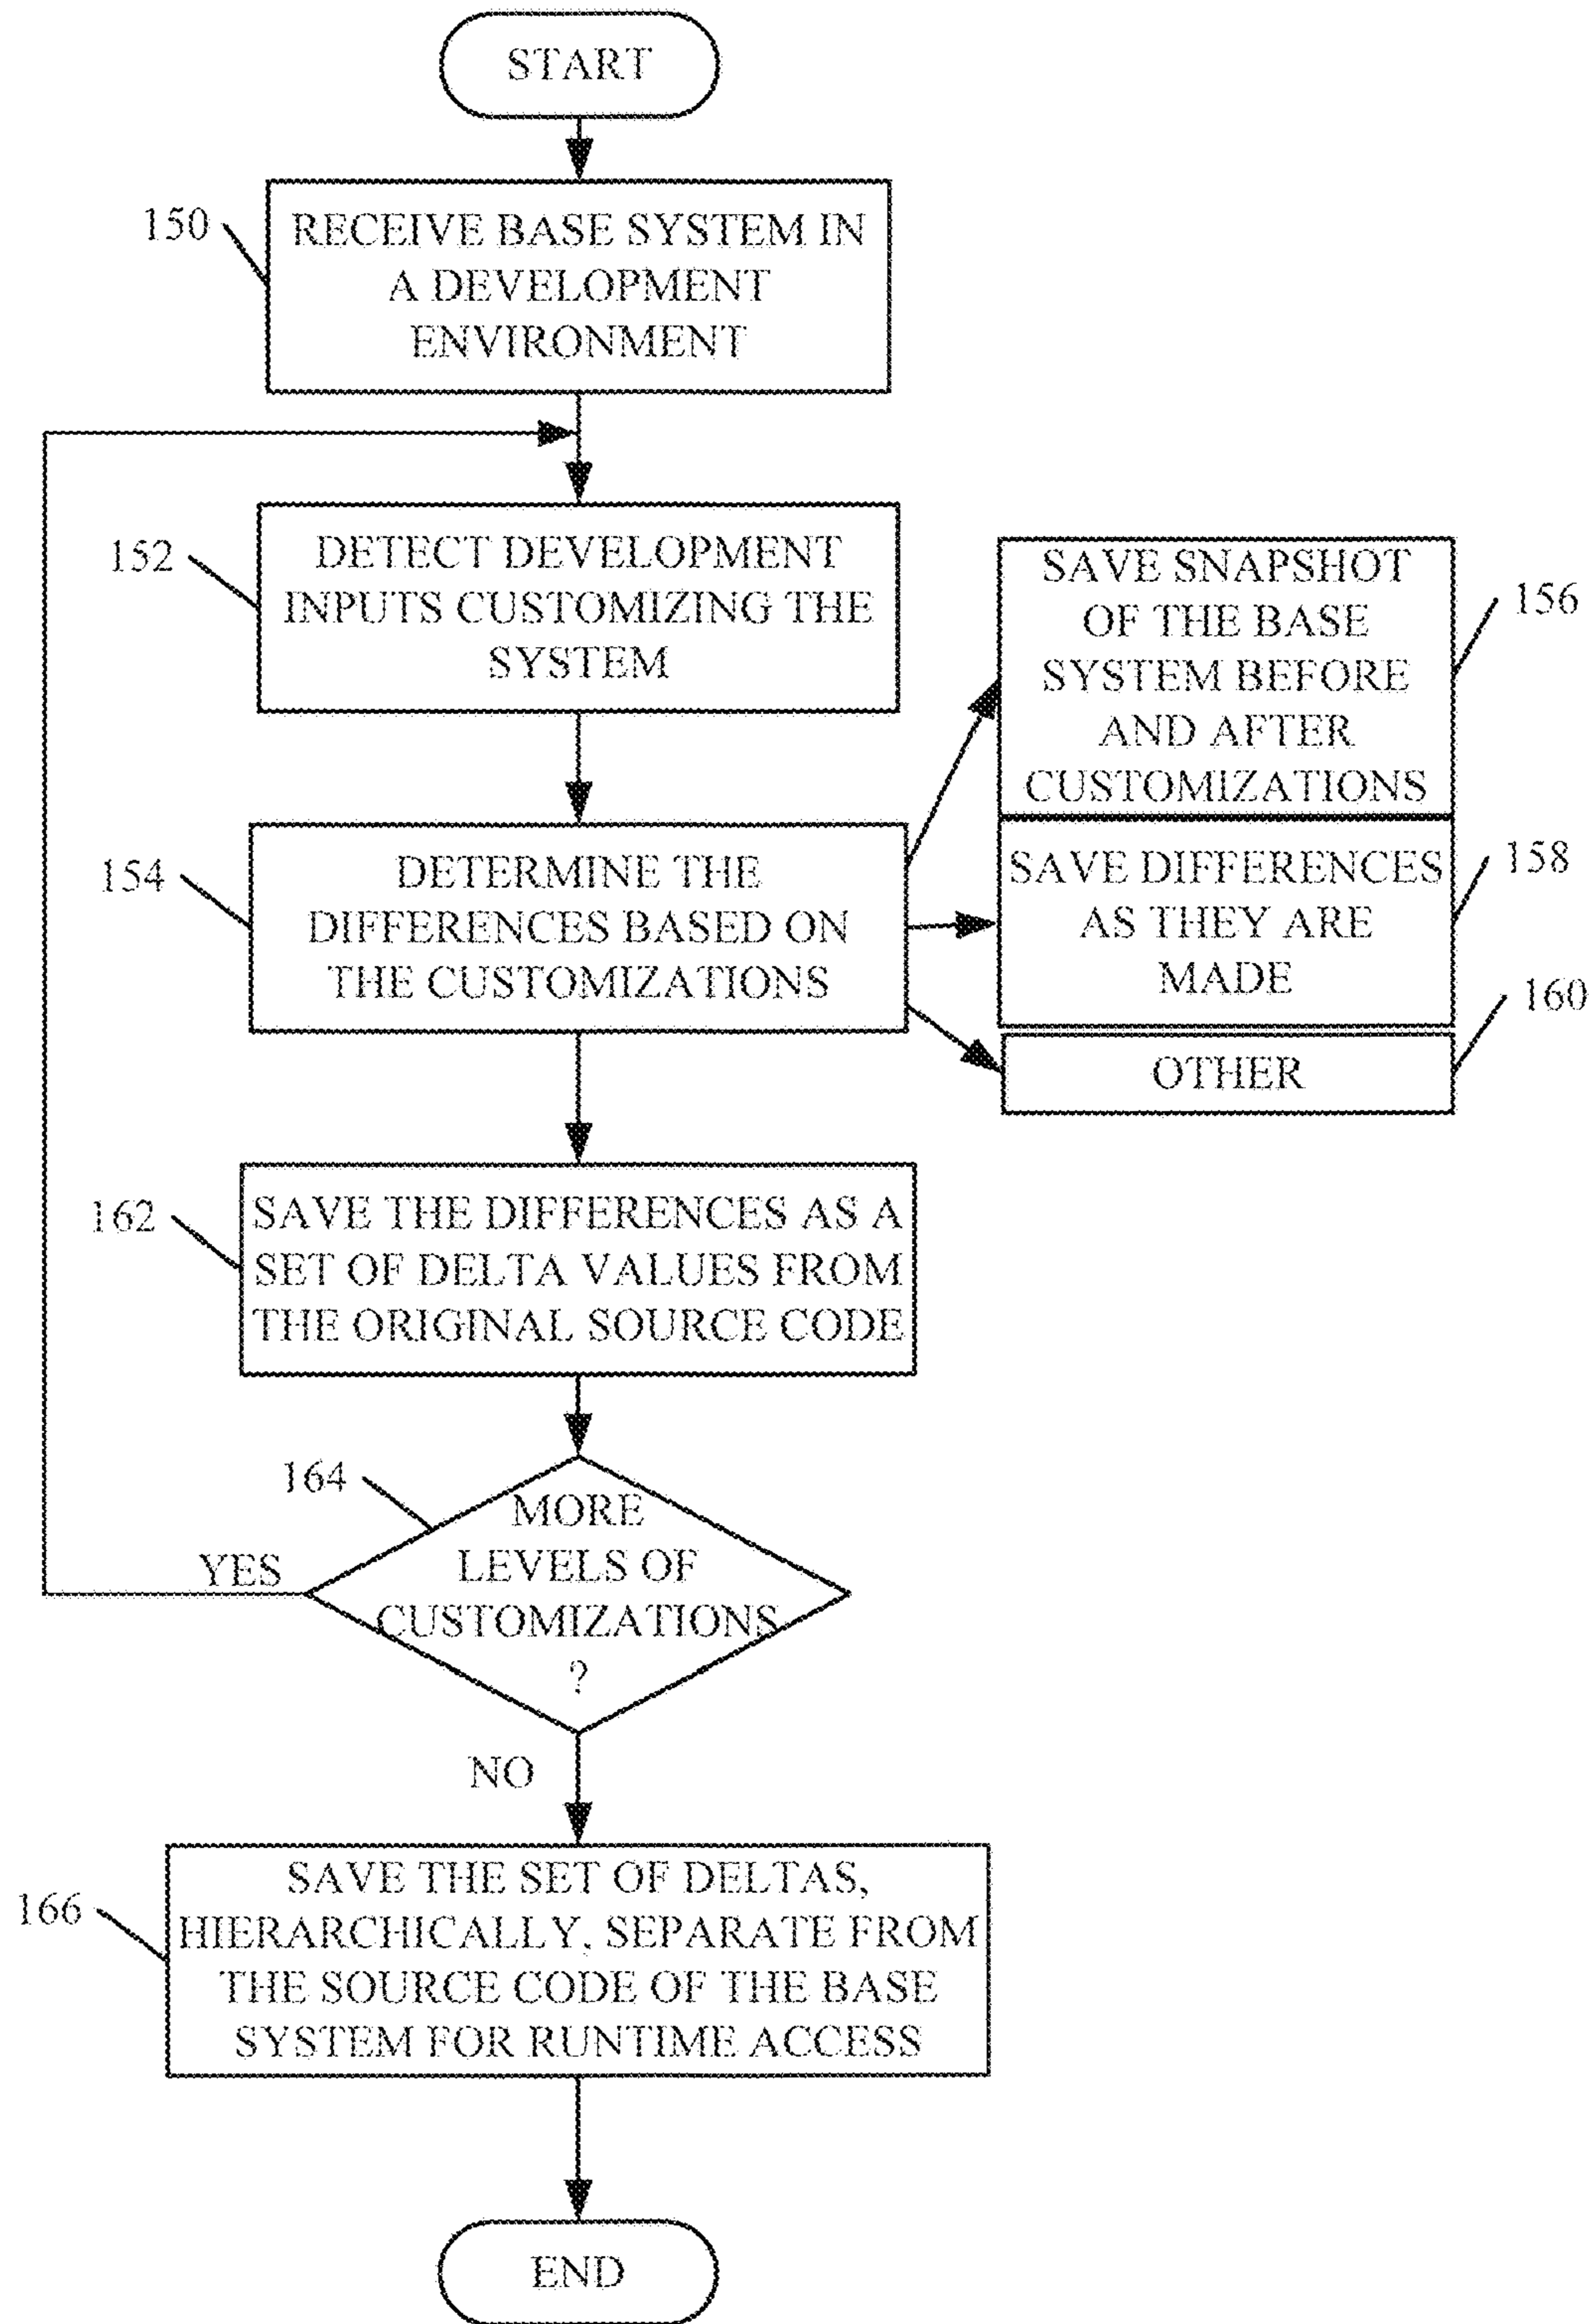 START
150
RECEIVE BASE SYSTEM IN
A DEVELOPMENT
ENVIRONMENT
152
DETECT DEVELOPMENT
INPUTS CUSTOMIZING THE
SYSTEM
SAVE SNAPSHOT
OF THE BASE
SYSTEM BEFORE
AND AFTER
CUSTOMIZATIONS
156
154
DETERMINE THE
DIFFERENCES BASED ON
THE CUSTOMIZATIONS
SAVE DIFFERENCES
AS THEY ARE
MADE
158
OTHER
160
162
SAVE THE DIFFERENCES AS A
SET OF DELTA VALUES FROM
THE ORIGINAL SOURCE CODE
164
MORE
LEVELS OF
CUSTOMIZATIONS
?
YES
NO
166
SAVE THE SET OF DELTAS,
HIERARCHICALLY, SEPARATE FROM
THE SOURCE CODE OF THE BASE
SYSTEM FOR RUNTIME ACCESS
END